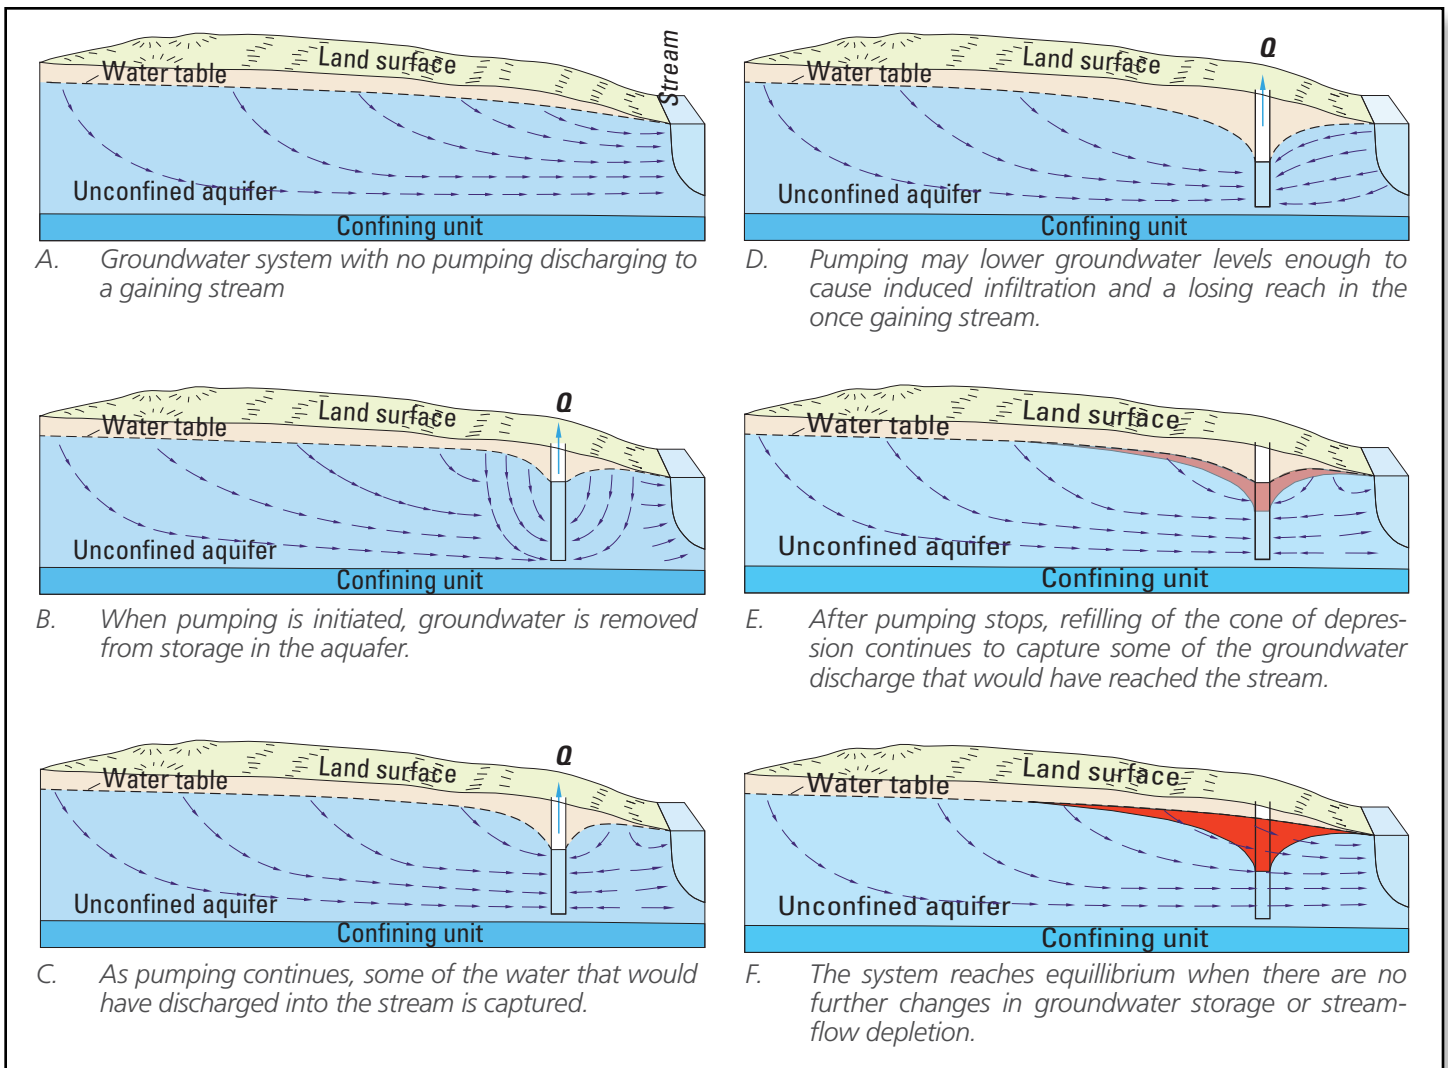 Land surface
Stream
Water table
Unconfined aquifer
Confining unit
A. Groundwater system with no pumping discharging to
a gaining stream
Q
Land surface
Water table
Unconfined aquifer
Confining unit
B. When pumping is initiated, groundwater is removed
from storage in the aquafer.
Q
Land surface
Water table
Unconfined aquifer
Confining unit
C. As pumping continues, some of the water that would
have discharged into the stream is captured.
Q
Land surface
Water table
Unconfined aquifer
Confining unit
D. Pumping may lower groundwater levels enough to
cause induced infiltration and a losing reach in the
once gaining stream.
Land surface
Water table
Unconfined aquifer
Confining unit
E. After pumping stops, refilling of the cone of depres-
sion continues to capture some of the groundwater
discharge that would have reached the stream.
Land surface
Water table
Unconfined aquifer
Confining unit
F. The system reaches equillibrium when there are no
further changes in groundwater storage or stream-
flow depletion.